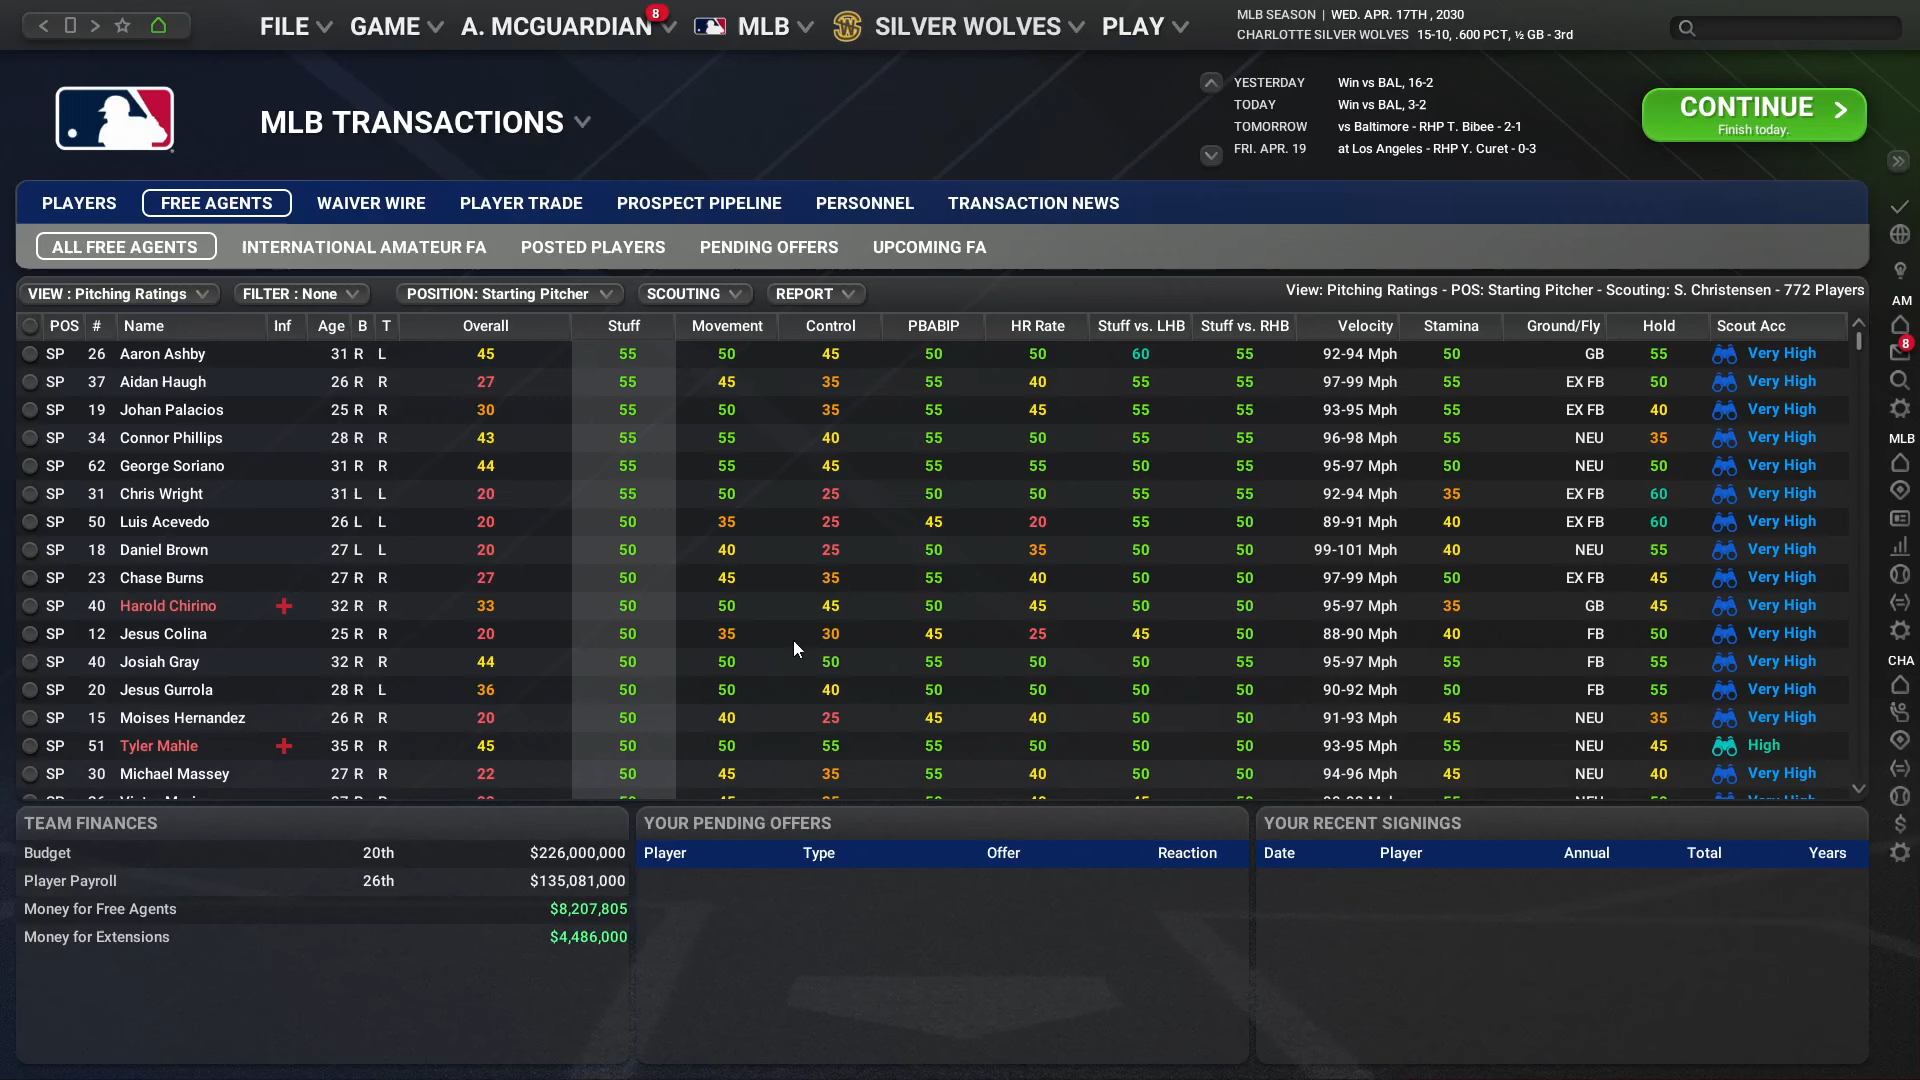 FILE GAME A. MCGUARDIAN 8 MLB SILVER WOLVES PLAY
MLB SEASON | WED. APR. 17TH , 2030
CHARLOTTE SILVER WOLVES 15-10, .600 PCT, ½ GB - 3rd
MLB TRANSACTIONS
YESTERDAY Win vs BAL, 16-2
TODAY Win vs BAL, 3-2
TOMORROW vs Baltimore - RHP T. Bibee - 2-1
FRI. APR. 19 at Los Angeles - RHP Y. Curet - 0-3
CONTINUE
Finish today.
PLAYERS FREE AGENTS WAIVER WIRE PLAYER TRADE PROSPECT PIPELINE PERSONNEL TRANSACTION NEWS
ALL FREE AGENTS INTERNATIONAL AMATEUR FA POSTED PLAYERS PENDING OFFERS UPCOMING FA
VIEW : Pitching Ratings FILTER : None POSITION: Starting Pitcher SCOUTING REPORT View: Pitching Ratings - POS: Starting Pitcher - Scouting: S. Christensen - 772 Players
POS # Name Inf Age B T Overall Stuff Movement Control PBABIP HR Rate Stuff vs. LHB Stuff vs. RHB Velocity Stamina Ground/Fly Hold Scout Acc
SP 26 Aaron Ashby 31 R L 45 55 50 45 50 50 60 55 92-94 Mph 50 GB 55 Very High
SP 37 Aidan Haugh 26 R R 27 55 45 35 55 40 55 55 97-99 Mph 55 EX FB 50 Very High
SP 19 Johan Palacios 25 R R 30 55 50 35 55 45 55 55 93-95 Mph 55 EX FB 40 Very High
SP 34 Connor Phillips 28 R R 43 55 55 40 55 50 55 55 96-98 Mph 55 NEU 35 Very High
SP 62 George Soriano 31 R R 44 55 55 45 55 55 55 55 95-97 Mph 50 NEU 50 Very High
SP 31 Chris Wright 31 L L 20 55 50 25 50 50 55 55 92-94 Mph 35 EX FB 60 Very High
SP 50 Luis Acevedo 26 L L 20 50 35 25 45 20 55 50 89-91 Mph 40 EX FB 60 Very High
SP 18 Daniel Brown 27 L L 20 50 40 25 50 35 50 50 99-101 Mph 40 NEU 55 Very High
SP 23 Chase Burns 27 R R 27 50 45 35 55 40 50 50 97-99 Mph 50 EX FB 45 Very High
SP 40 Harold Chirino 32 R R 33 50 50 45 50 45 50 50 95-97 Mph 35 GB 45 Very High
SP 12 Jesus Colina 25 R R 20 50 35 30 45 25 45 50 88-90 Mph 40 FB 50 Very High
SP 40 Josiah Gray 32 R R 44 50 50 50 55 50 50 50 95-97 Mph 55 FB 55 Very High
SP 20 Jesus Gurrola 28 R L 36 50 50 40 50 50 50 50 90-92 Mph 50 FB 55 Very High
SP 15 Moises Hernandez 26 R R 20 50 40 25 45 40 50 50 91-93 Mph 45 NEU 35 Very High
SP 51 Tyler Mahle 35 R R 45 50 50 55 50 50 50 50 93-95 Mph 55 NEU 45 High
SP 30 Michael Massey 27 R R 22 50 45 35 55 40 50 50 94-96 Mph 45 NEU 40 Very High
TEAM FINANCES
Budget 20th $226,000,000
Player Payroll 26th $135,081,000
Money for Free Agents $8,207,805
Money for Extensions $4,486,000
YOUR PENDING OFFERS
Player Type Offer Reaction
YOUR RECENT SIGNINGS
Date Player Annual Total Years
AM
8
MLB
CHA